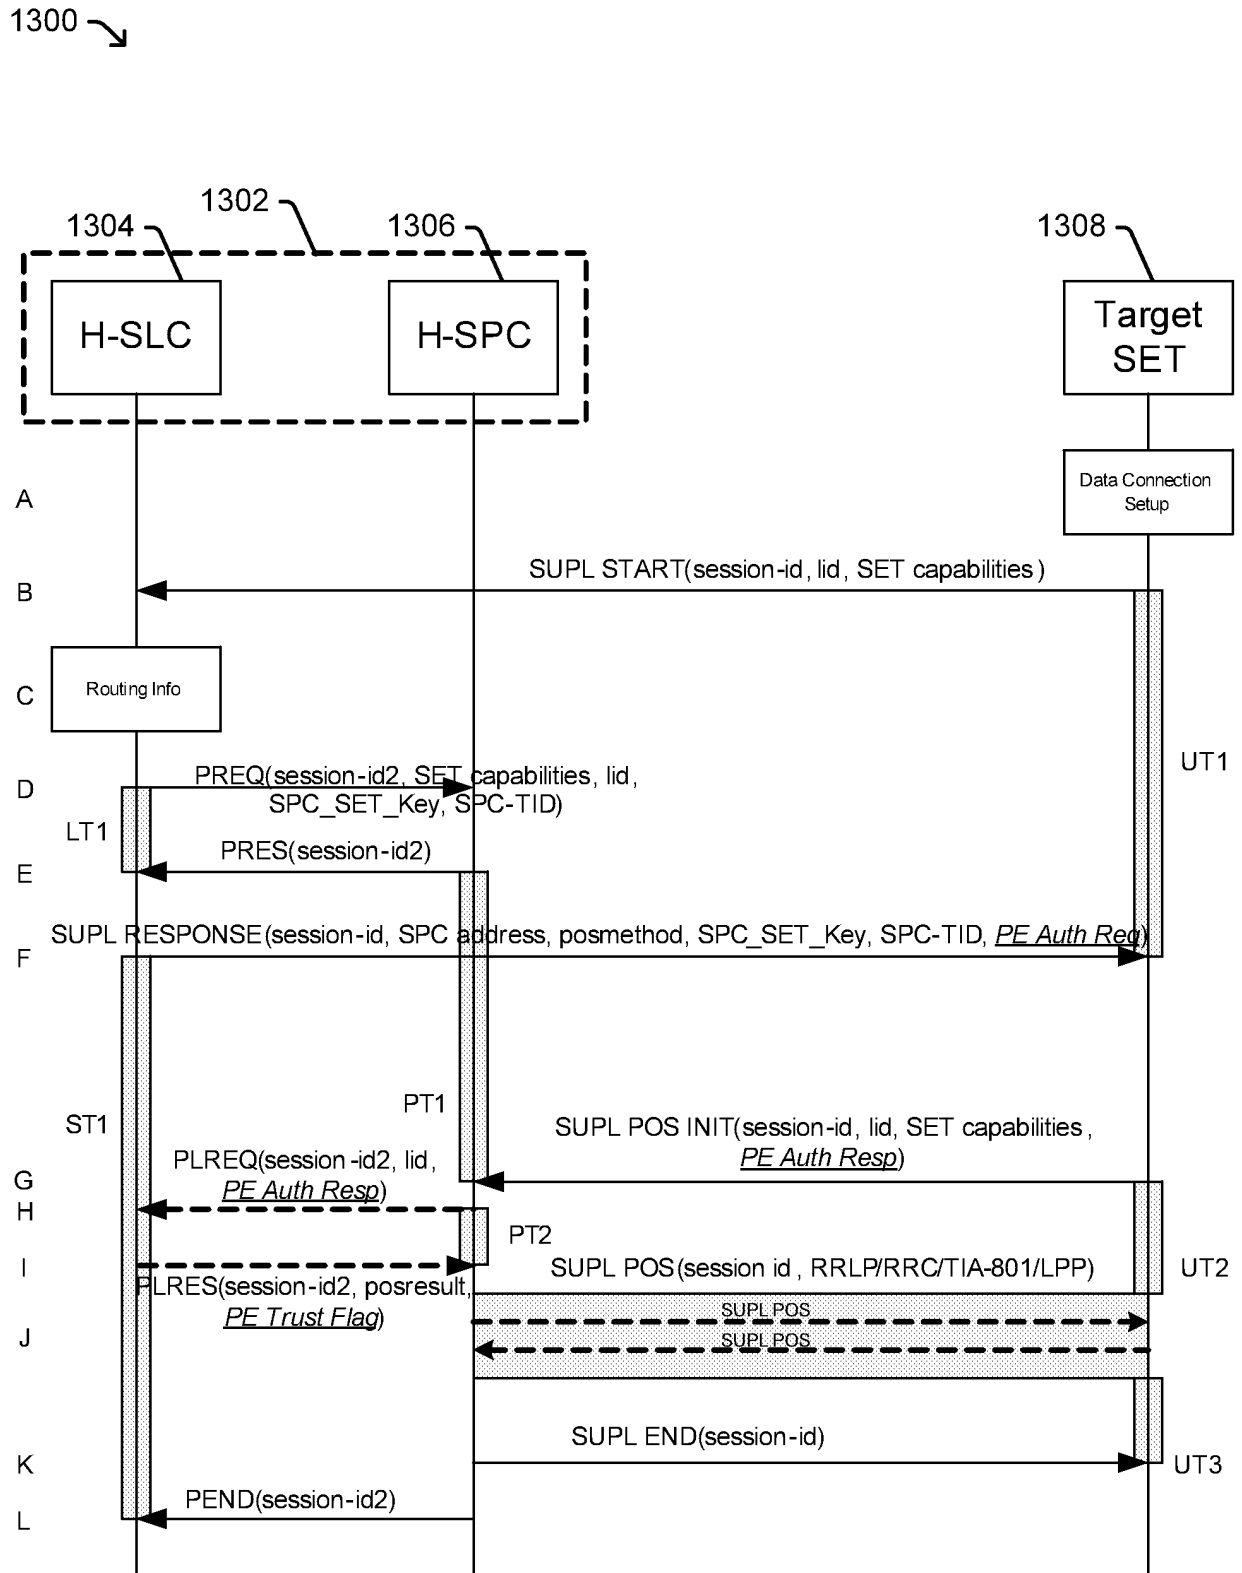 1300
1302
1304
1306
1308
H-SLC
H-SPC
Target
SET
A
Data Connection
Setup
SUPL START(session-id, lid, SET capabilities)
B
C
Routing Info
UT1
D
PREQ(session-id2, SET capabilities, lid,
SPC_SET_Key, SPC-TID)
LT1
PRES(session-id2)
E
SUPL RESPONSE(session-id, SPC address, posmethod, SPC_SET_Key, SPC-TID, PE Auth Req)
F
PT1
ST1
SUPL POS INIT(session-id, lid, SET capabilities,
PE Auth Resp)
PLREQ(session-id2, lid,
PE Auth Resp)
G
H
PT2
I
SUPL POS(session id, RRLP/RRC/TIA-801/LPP)
UT2
PLRES(session-id2, posresult,
PE Trust Flag)
SUPL POS
J
SUPL POS
SUPL END(session-id)
K
UT3
PEND(session-id2)
L